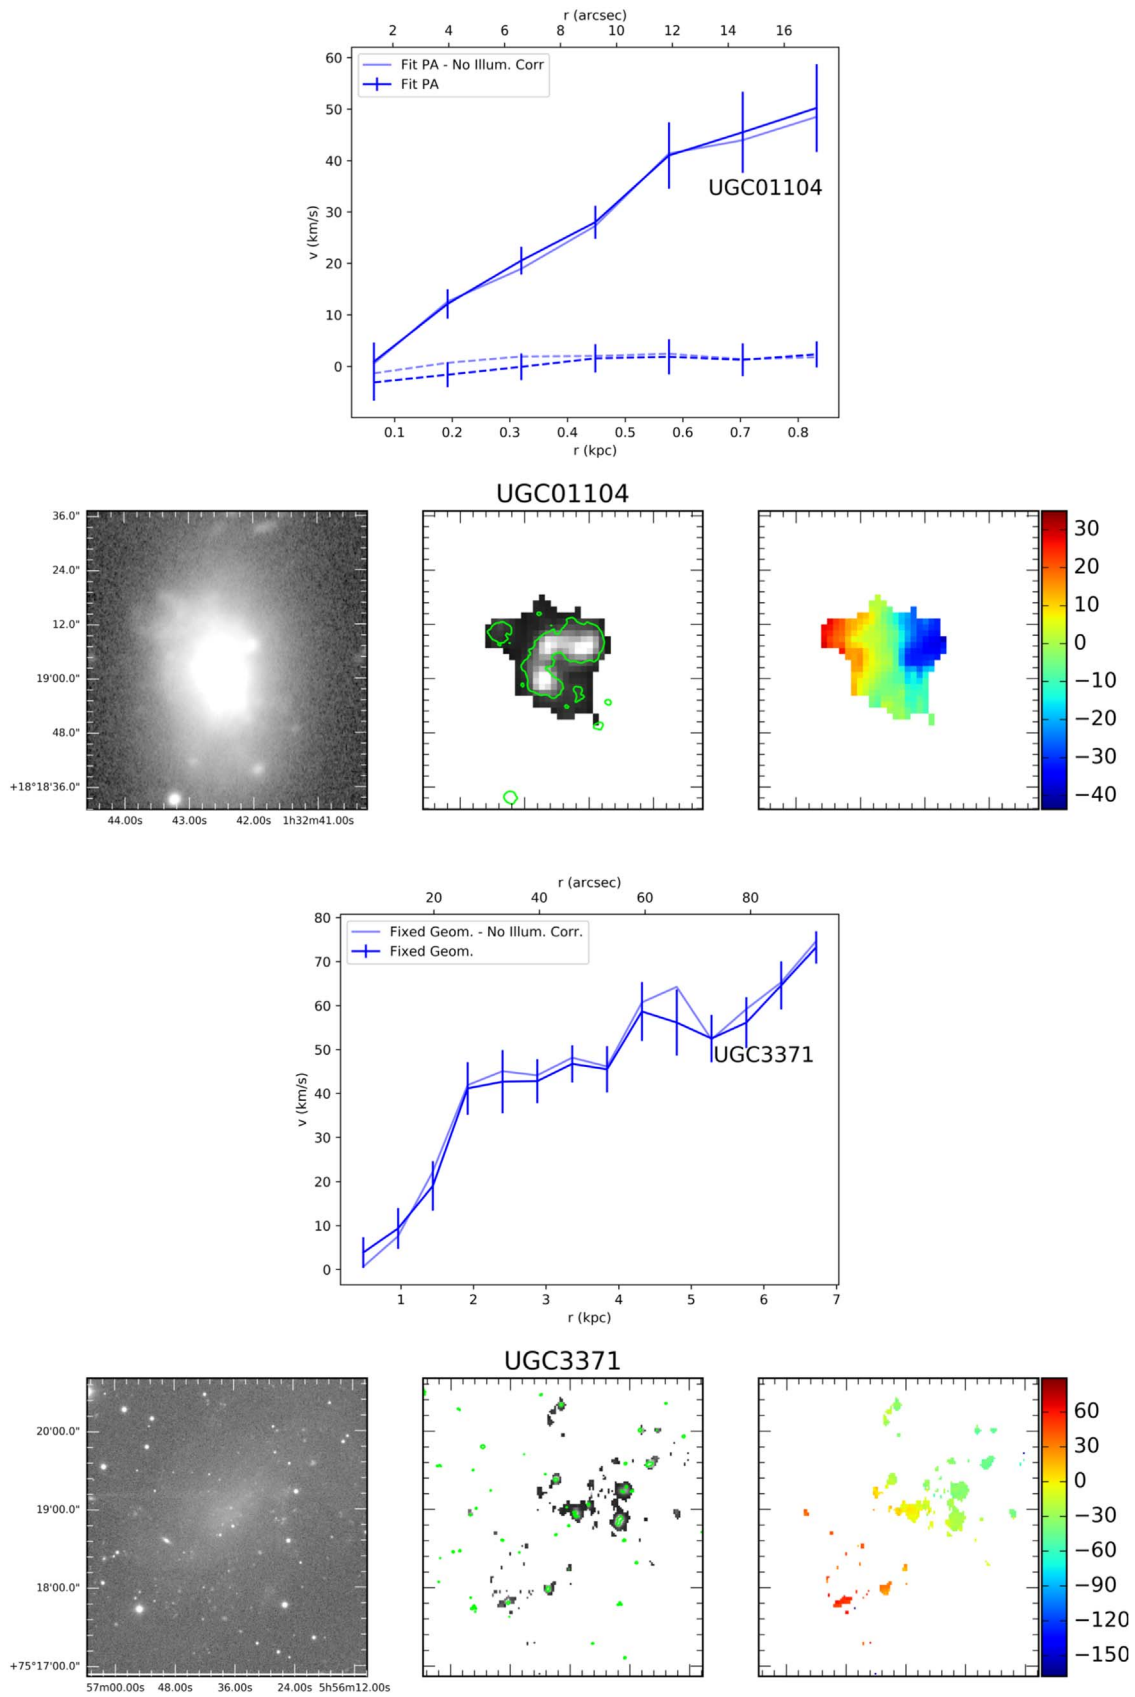 r (arcsec)
2 4 6 8 10 12 14 16
60
Fit PA - No Illum. Corr
Fit PA
50
40
UGC01104
30
v (km/s)
20
10
0
0.1 0.2 0.3 0.4 0.5 0.6 0.7 0.8
r (kpc)
UGC01104
36.0"
24.0"
12.0"
19'00.0"
48.0"
+18°18'36.0"
44.00s 43.00s 42.00s 1h32m41.00s
30
20
10
0
−10
−20
−30
−40
r (arcsec)
20 40 60 80
80
Fixed Geom. - No Illum. Corr.
Fixed Geom.
70
60
50
UGC3371
40
v (km/s)
30
20
10
0
1 2 3 4 5 6 7
r (kpc)
UGC3371
20'00.0"
19'00.0"
18'00.0"
+75°17'00.0"
57m00.00s 48.00s 36.00s 24.00s 5h56m12.00s
60
30
0
−30
−60
−90
−120
−150